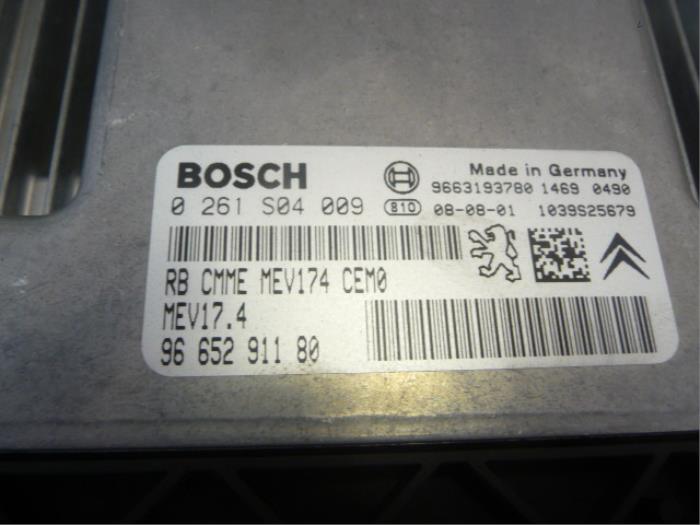 BOSCH
Made in Germany
9663193780 1469 0490
0 261 S04 009 810 08-08-01 1039S25679
RB CMME MEV174 CEM0
MEV17.4
96 652 911 80